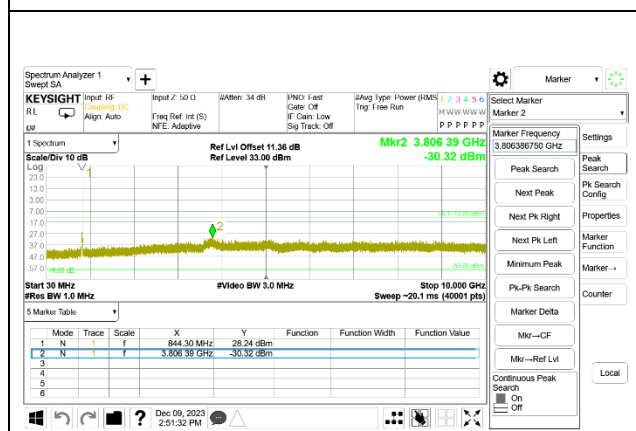 Spectrum Analyzer 1
Swept SA
Marker
KEYSIGHT
RL
Input: RF
Coupling: DC
Align: Auto
Input Z: 50 Ω
Freq Ref: Int (S)
NFE: Adaptive
#Atten: 34 dB
PNO: Fast
Gate: Off
IF Gain: Low
Sig Track: Off
#Avg Type: Power (RMS
Trig: Free Run
1 2 3 4 5 6
M W W W W W
P P P P P P
Select Marker
Marker 2
1 Spectrum
Scale/Div 10 dB
Ref Lvl Offset 11.36 dB
Ref Level 33.00 dBm
Mkr2 3.806 39 GHz
-30.32 dBm
Log
23.0
13.0
3.00
-7.00
-17.0
-27.0
-37.0
-47.0
-57.0
1
2
Start 30 MHz
#Res BW 1.0 MHz
#Video BW 3.0 MHz
Stop 10.000 GHz
Sweep ~20.1 ms (40001 pts)
5 Marker Table
Mode Trace Scale X Y Function Function Width Function Value
1 N 1 f 844.30 MHz 28.24 dBm
2 N 1 f 3.806 39 GHz -30.32 dBm
3
4
5
6
Marker Frequency
3.806386750 GHz
Peak Search
Next Peak
Next Pk Right
Next Pk Left
Minimum Peak
Pk-Pk Search
Marker Delta
Mkr→CF
Mkr→Ref Lvl
Continuous Peak
Search
On
Off
Settings
Peak
Search
Pk Search
Config
Properties
Marker
Function
Marker→
Counter
Local
?
Dec 09, 2023
2:51:32 PM